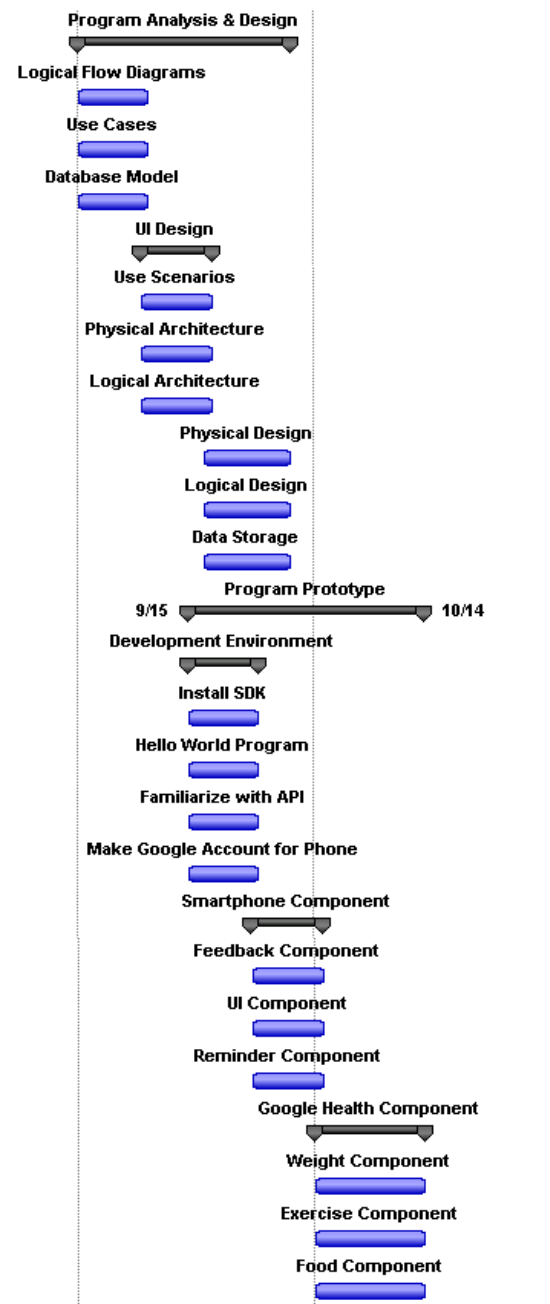 Program Analysis & Design
Logical Flow Diagrams
Use Cases
Database Model
UI Design
Use Scenarios
Physical Architecture
Logical Architecture
Physical Design
Logical Design
Data Storage
Program Prototype
9/15 10/14
Development Environment
Install SDK
Hello World Program
Familiarize with API
Make Google Account for Phone
Smartphone Component
Feedback Component
UI Component
Reminder Component
Google Health Component
Weight Component
Exercise Component
Food Component